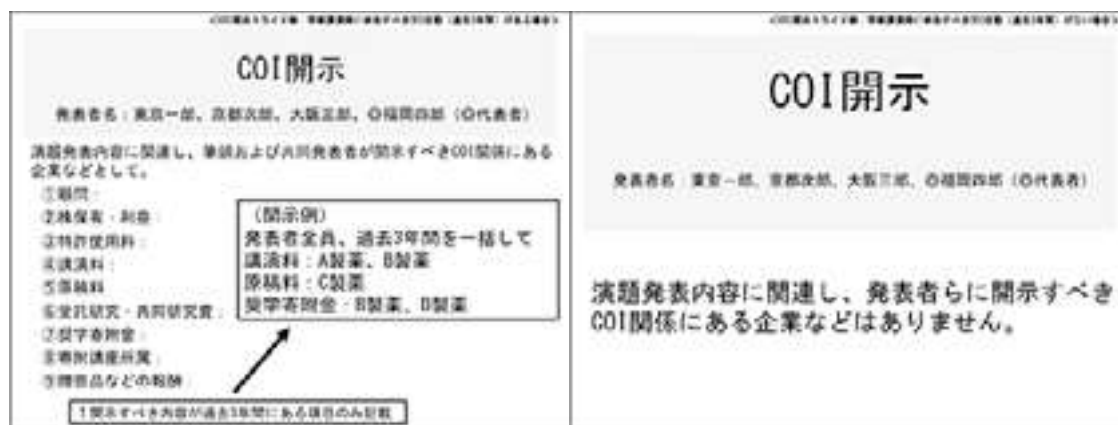 COI開示
発表者名：東京一郎、京都次郎、大阪三郎、◎福岡四郎（◎代表者）
演題発表内容に関連し、筆頭および共同発表者が開示すべきCOI関係にある
企業などとして。
①顧問：
②株保有・利益：
③特許使用料：
④講演料：
⑤原稿料：
⑥受託研究・共同研究費：
⑦奨学寄附金：
⑧寄附講座所属：
⑨贈答品などの報酬：
（開示例）
発表者全員、過去3年間を一括して
講演料：A製薬、B製薬
原稿料：C製薬
奨学寄附金：B製薬、D製薬
↑開示すべき内容が過去3年間にある項目のみ記載
COI開示
発表者名：東京一郎、京都次郎、大阪三郎、◎福岡四郎（◎代表者）
演題発表内容に関連し、発表者らに開示すべき
COI関係にある企業などはありません。